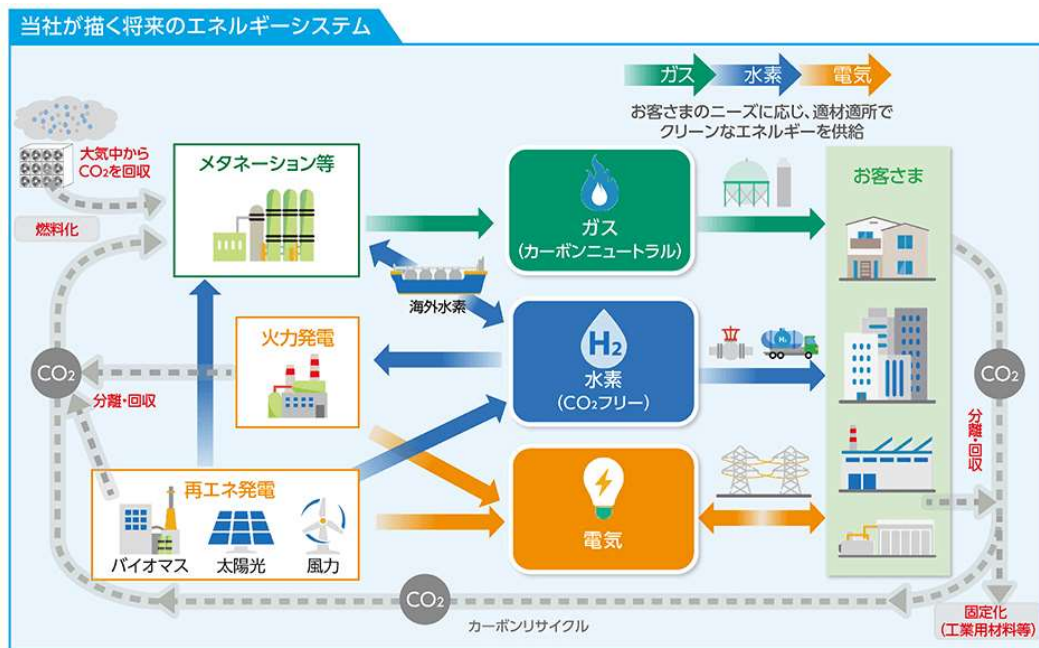 当社が描く将来のエネルギーシステム
ガス
水素
電気
お客さまのニーズに応じ、適材適所で
クリーンなエネルギーを供給
大気中から
CO₂を回収
燃料化
メタネーション等
ガス
(カーボンニュートラル)
お客さま
海外水素
火力発電
H₂
水素
(CO₂フリー)
H₂
CO₂
分離・回収
CO₂
分離・回収
再エネ発電
バイオマス
太陽光
風力
電気
CO₂
カーボンリサイクル
固定化
(工業用材料等)